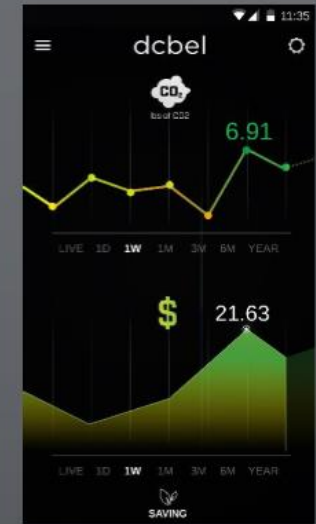 11:35
dcbel
CO₂
lbs of CO2
6.91
LIVE 1D 1W 1M 3M 6M YEAR
$
21.63
LIVE 1D 1W 1M 3M 6M YEAR
SAVING